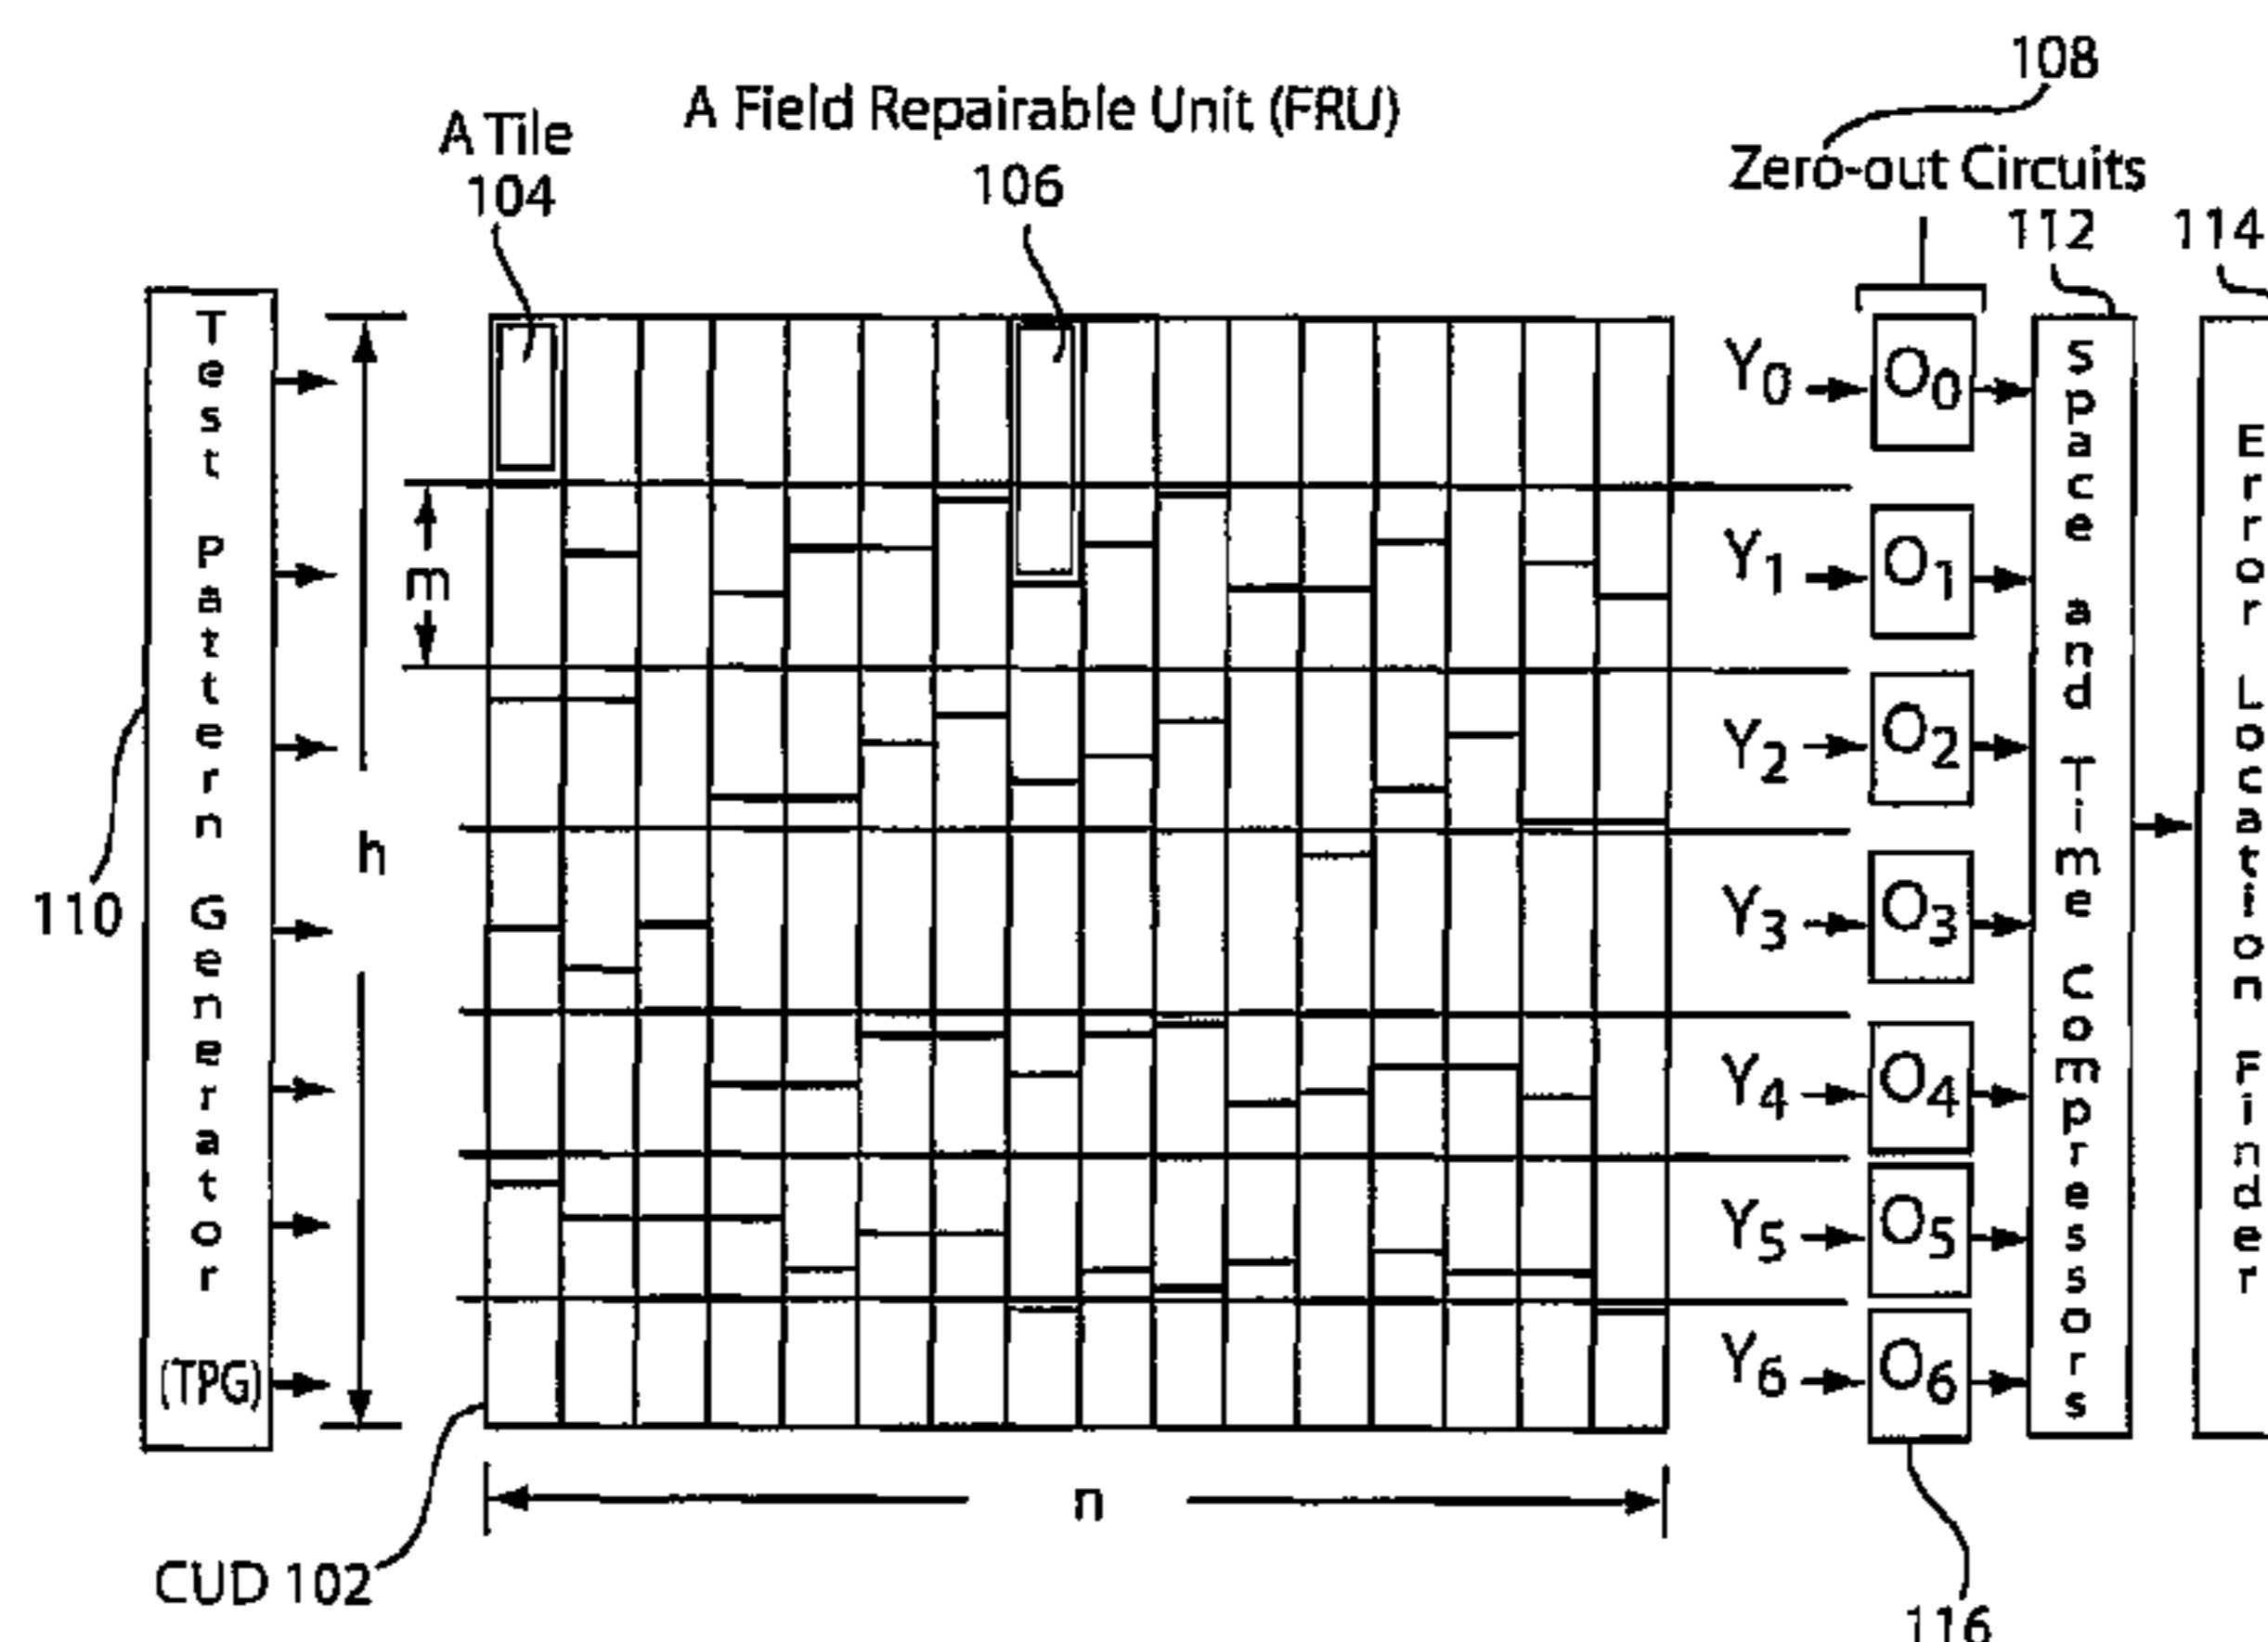 108
A Field Repairable Unit (FRU)
A Tile
104
106
Zero-out Circuits
112
114
Test Pattern Generator
(TPG)
110
h
m
n
Y0
O0
Y1
O1
Y2
O2
Y3
O3
Y4
O4
Y5
O5
Y6
O6
Space and Time Compressors
Error Location Finder
CUD 102
116